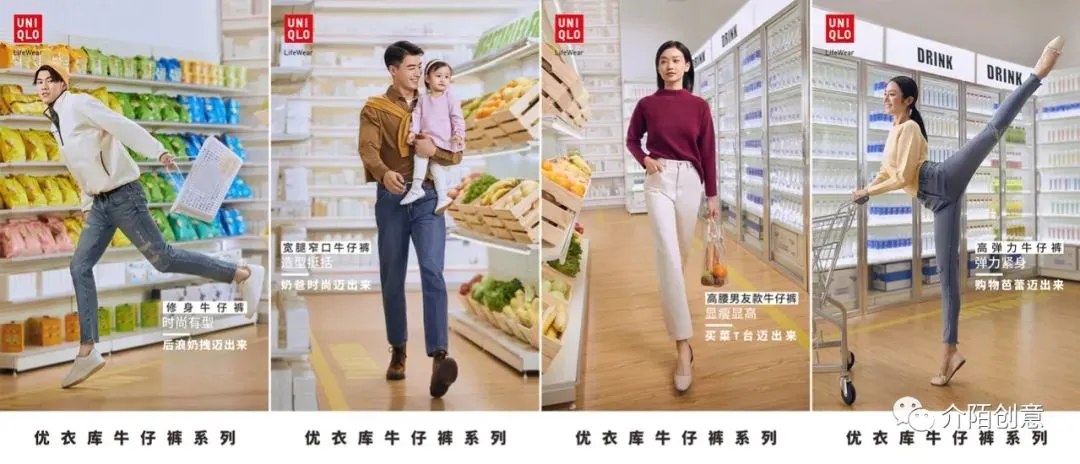 UNI
QLO
LifeWear
修身牛仔裤
时尚有型
后浪奶拽迈出来
优衣库牛仔裤系列
UNI
QLO
LifeWear
宽腿窄口牛仔裤
造型挺括
奶爸时尚迈出来
优衣库牛仔裤系列
UNI
QLO
LifeWear
高腰男友款牛仔裤
显瘦显高
买菜T台迈出来
优衣库牛仔裤系列
UNI
QLO
LifeWear
DRINK
DRINK
高弹力牛仔裤
弹力紧身
购物芭蕾迈出来
优衣库牛仔裤系列
介陌创意